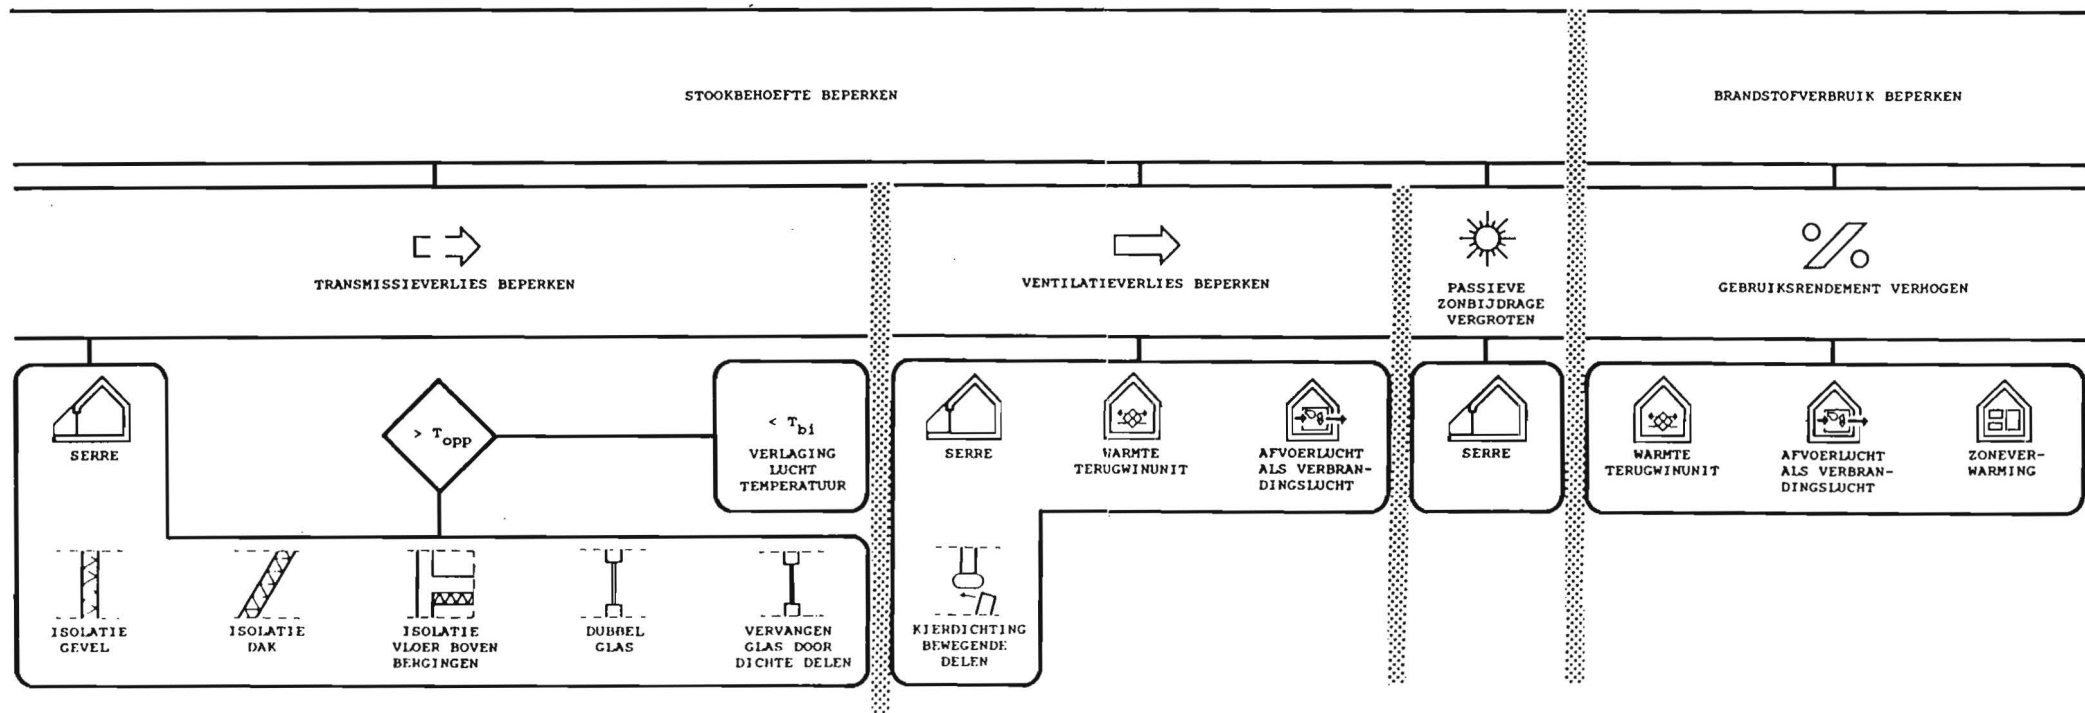 STOOKBEHOEFTE BEPERKEN
BRANDSTOFVERBRUIK BEPERKEN
TRANSMISSIEVERLIES BEPERKEN
VENTILATIEVERLIES BEPERKEN
PASSIEVE
ZONBIJDRAGE
VERGROTEN
GEBRUIKSRENDEMENT VERHOGEN
SERRE
> Topp
< Tbi
VERLAGING
LUCHT
TEMPERATUUR
ISOLATIE
GEVEL
ISOLATIE
DAK
ISOLATIE
VLOER BOVEN
BERGINGEN
DUBBEL
GLAS
VERVANGEN
GLAS DOOR
DICHTE DELEN
SERRE
WARMTE
TERUGWINUNIT
AFVOERLUCHT
ALS VERBRAN-
DINGSLUCHT
KIERDICHTING
BEWEGENDE
DELEN
SERRE
WARMTE
TERUGWINUNIT
AFVOERLUCHT
ALS VERBRAN-
DINGSLUCHT
ZONEVER-
WARMING